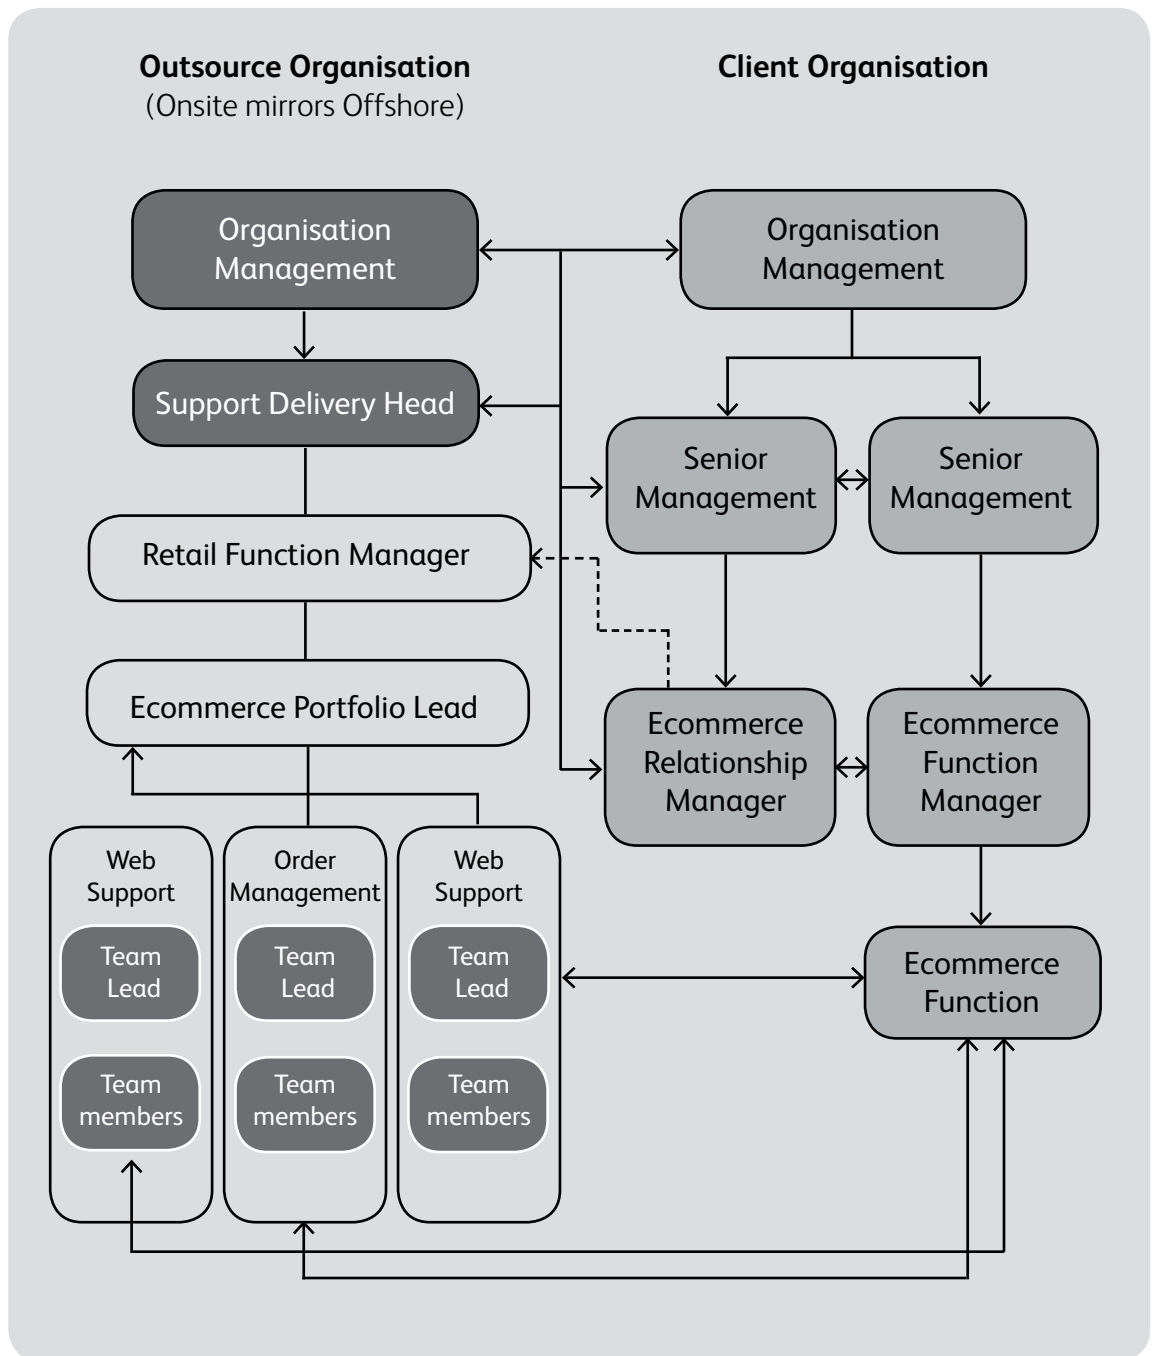 Outsource Organisation
(Onsite mirrors Offshore)
Client Organisation
Organisation
Management
Organisation
Management
Support Delivery Head
Senior
Management
Senior
Management
Retail Function Manager
Ecommerce Portfolio Lead
Ecommerce
Relationship
Manager
Ecommerce
Function
Manager
Web
Support
Team
Lead
Team
members
Order
Management
Team
Lead
Team
members
Web
Support
Team
Lead
Team
members
Ecommerce
Function